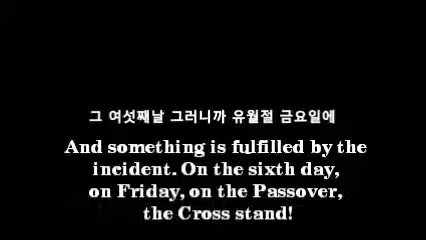 그 여섯째날 그러니까 유월절 금요일에
And something is fulfilled by the
incident. On the sixth day,
on Friday, on the Passover,
the Cross stand!